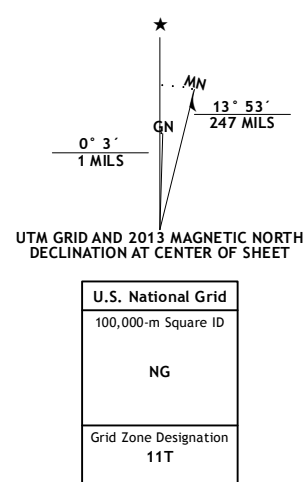 ★
MN
GN
13° 53´
247 MILS
0° 3´
1 MILS
UTM GRID AND 2013 MAGNETIC NORTH
DECLINATION AT CENTER OF SHEET
U.S. National Grid
100,000-m Square ID
NG
Grid Zone Designation
11T